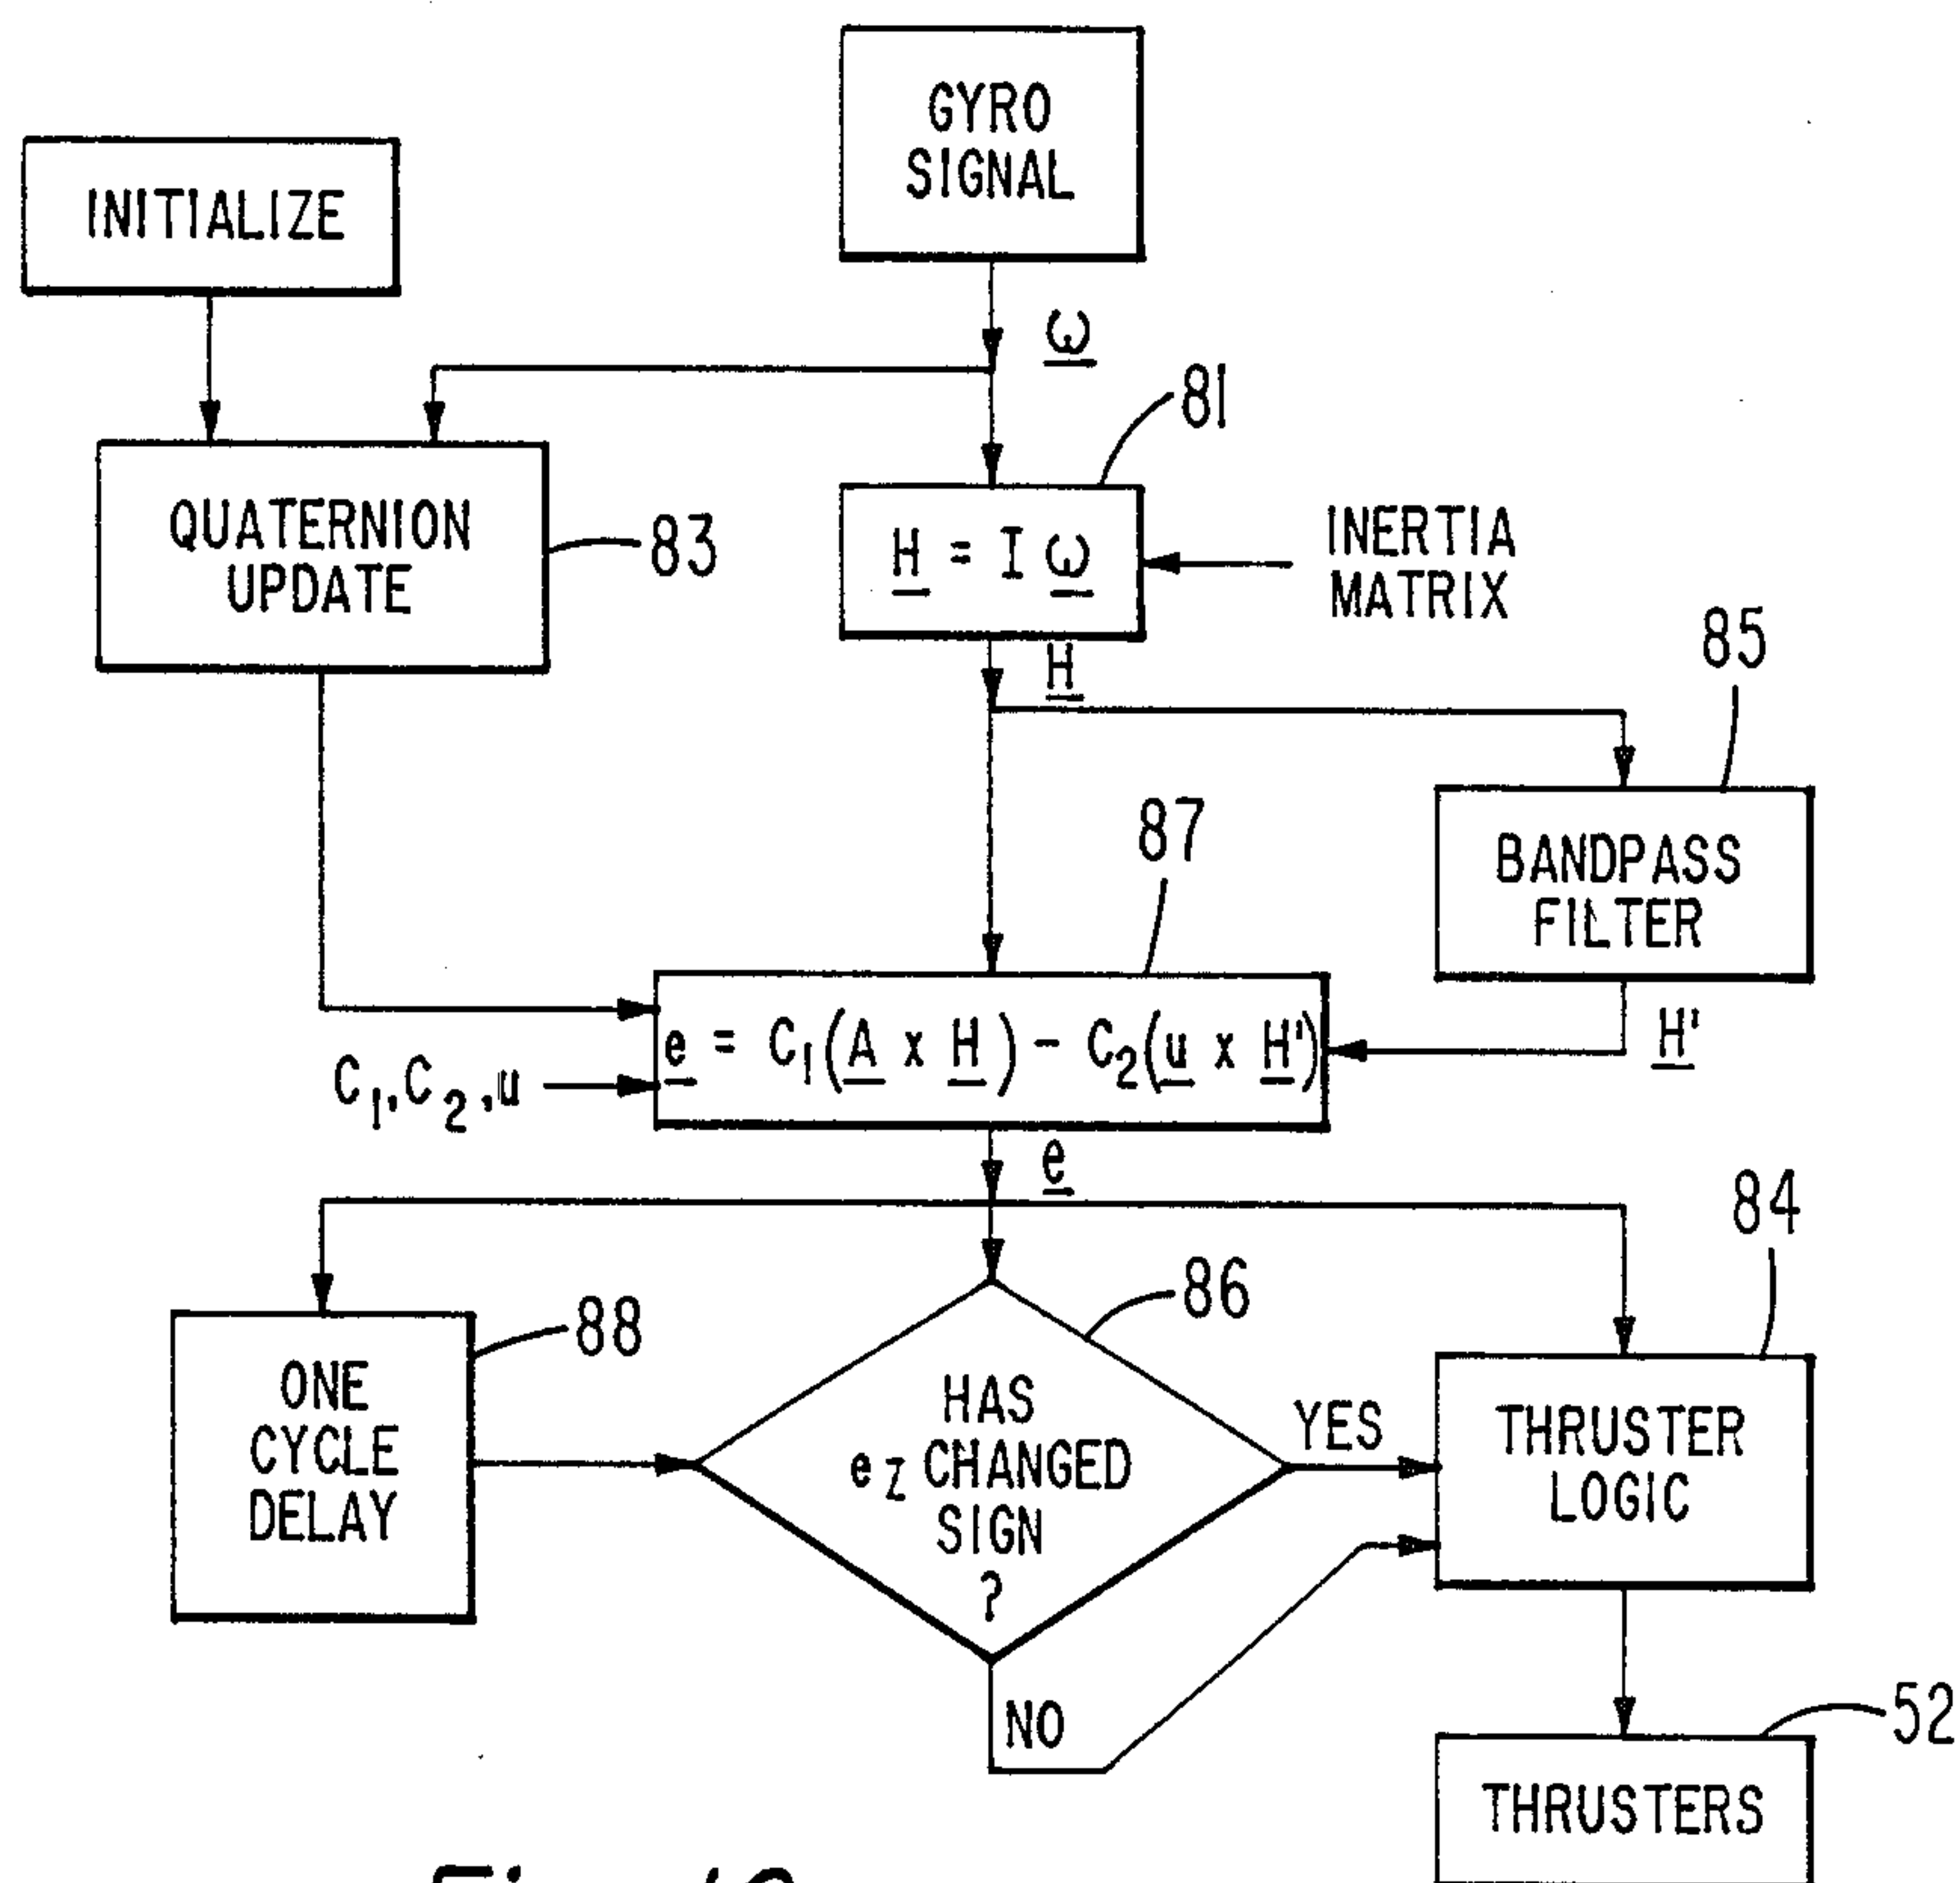 GYRO
SIGNAL
INITIALIZE
ω
81
QUATERNION
UPDATE
83
H = I ω
INERTIA
MATRIX
H
85
87
BANDPASS
FILTER
e = C₁(A x H) - C₂(u x H')
H'
C₁, C₂, u
e
84
86
88
ONE
CYCLE
DELAY
HAS
e_Z CHANGED
SIGN
?
YES
THRUSTER
LOGIC
NO
52
THRUSTERS